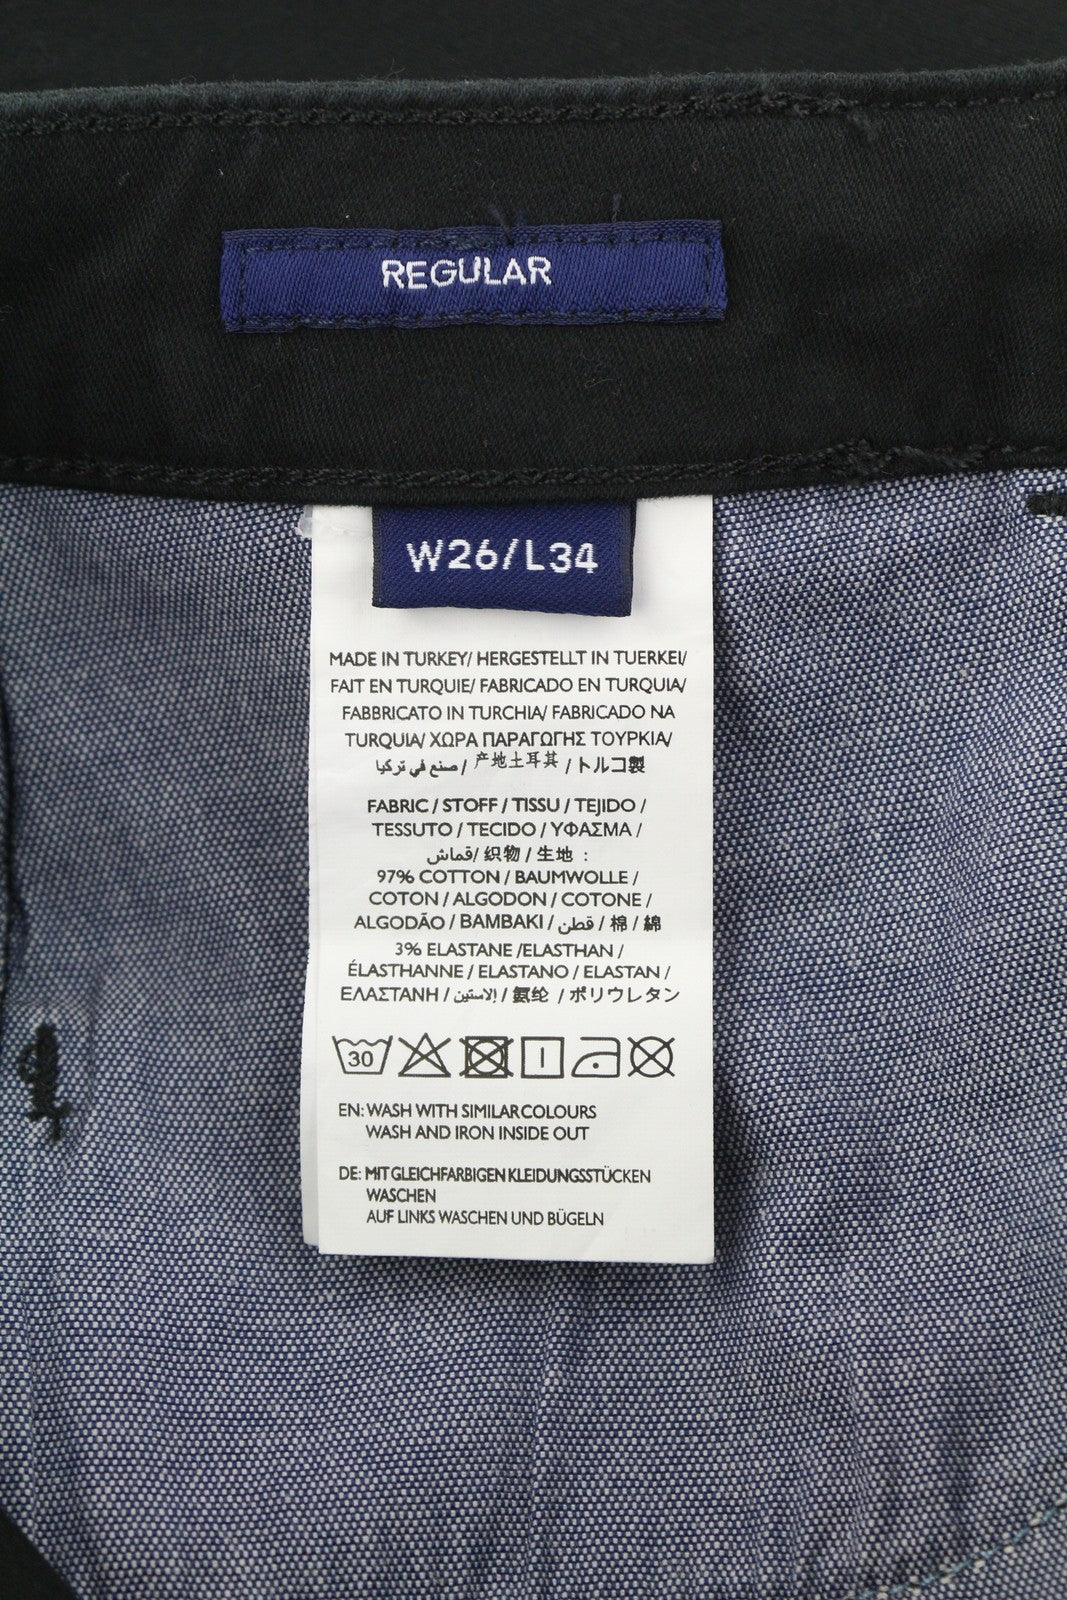 REGULAR
W26/L34
MADE IN TURKEY/ HERGESTELLT IN TUERKEI/
FAIT EN TURQUIE/ FABRICADO EN TURQUIA/
FABBRICATO IN TURCHIA/ FABRICADO NA
TURQUIA/ ΧΩΡΑ ΠΑΡΑΓΩΓΗΣ ΤΟΥΡΚΙΑ/
صنع في تركيا / 产地土耳其 / トルコ製
FABRIC / STOFF / TISSU / TEJIDO /
TESSUTO / TECIDO / ΥΦΑΣΜΑ /
قماش/ 织物 / 生地 :
97% COTTON / BAUMWOLLE /
COTON / ALGODON / COTONE /
ALGODÃO / BAMBAKI / قطن / 棉 / 綿
3% ELASTANE /ELASTHAN /
ÉLASTHANNE / ELASTANO / ELASTAN /
ΕΛΑΣΤΑΝΗ / الاستين / 氨纶 / ポリウレタン
30
EN: WASH WITH SIMILAR COLOURS
WASH AND IRON INSIDE OUT
DE: MIT GLEICHFARBIGEN KLEIDUNGSSTÜCKEN
WASCHEN
AUF LINKS WASCHEN UND BÜGELN